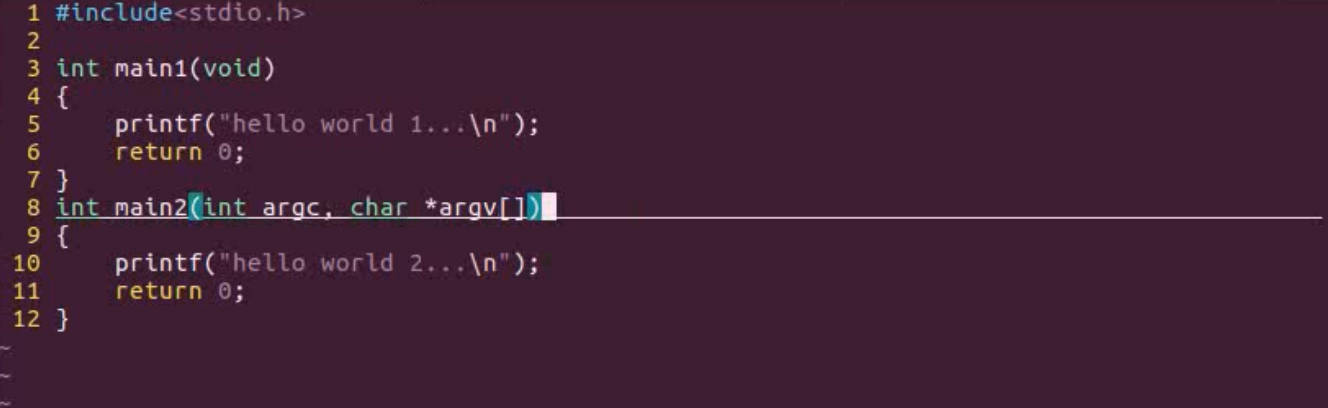 1 #include<stdio.h>
2
3 int main1(void)
4 {
5     printf("hello world 1...\n");
6     return 0;
7 }
8 int main2(int argc, char *argv[])
9 {
10     printf("hello world 2...\n");
11     return 0;
12 }
~
~
~